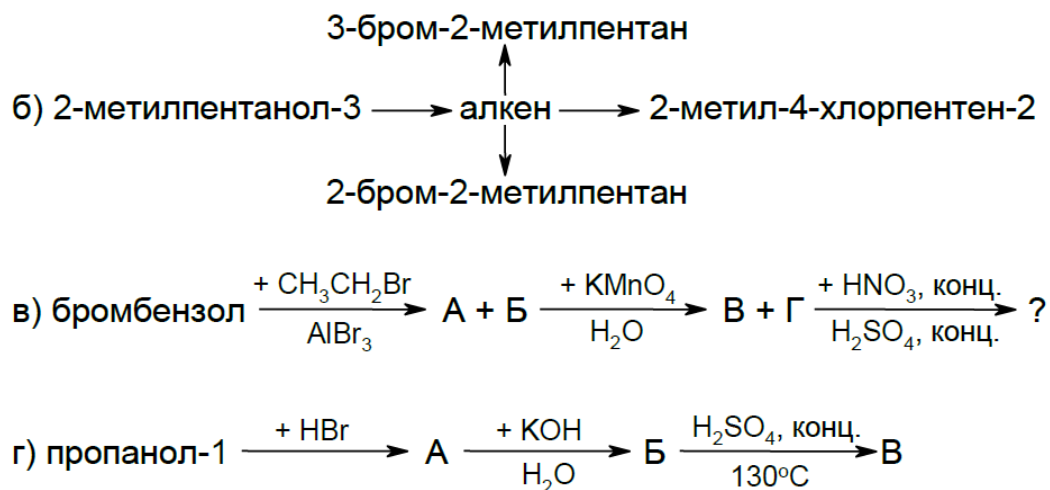 3-бром-2-метилпентан
б) 2-метилпентанол-3 ⟶ алкен ⟶ 2-метил-4-хлорпентен-2
2-бром-2-метилпентан
+ CH₃CH₂Br + KMnO₄ + HNO₃, конц.
в) бромбензол ⟶ А + Б ⟶ В + Г ⟶ ?
AlBr₃ H₂O H₂SO₄, конц.
+ HBr + KOH H₂SO₄, конц.
г) пропанол-1 ⟶ А ⟶ Б ⟶ В
H₂O 130°C